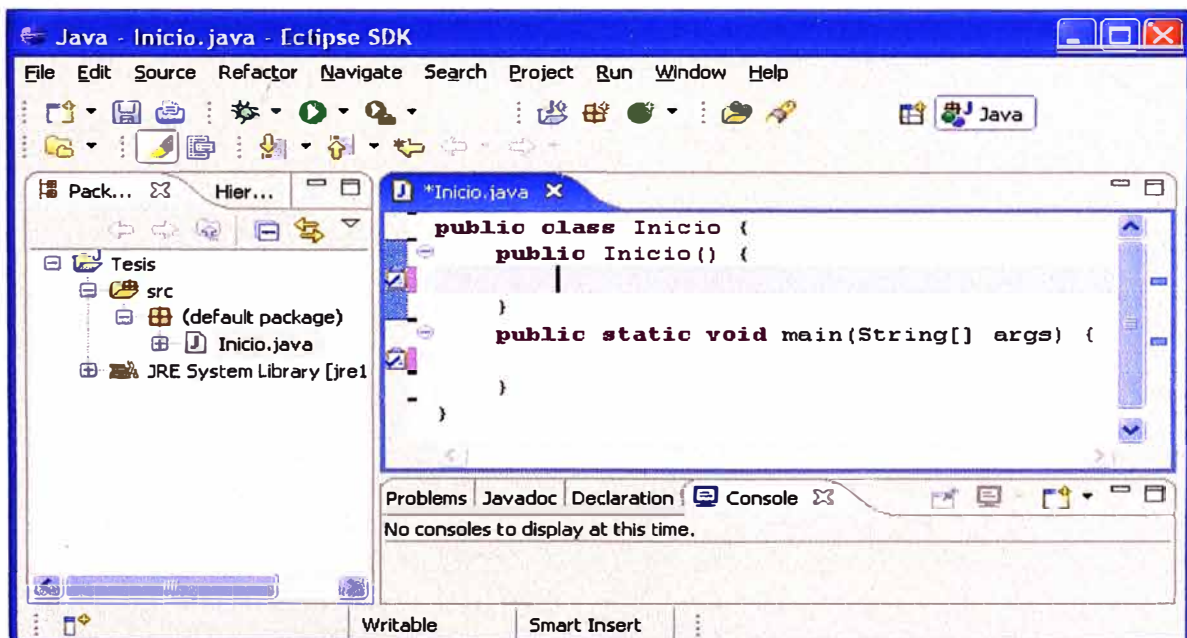 Java - Inicio.java - Eclipse SDK
File Edit Source Refactor Navigate Search Project Run Window Help
Java
Pack... Hier...
*Inicio.java
public class Inicio {
public Inicio() {
}
public static void main(String[] args) {
}
}
Tesis
src
(default package)
Inicio.java
JRE System Library [jre1
Problems Javadoc Declaration Console
No consoles to display at this time.
Writable Smart Insert